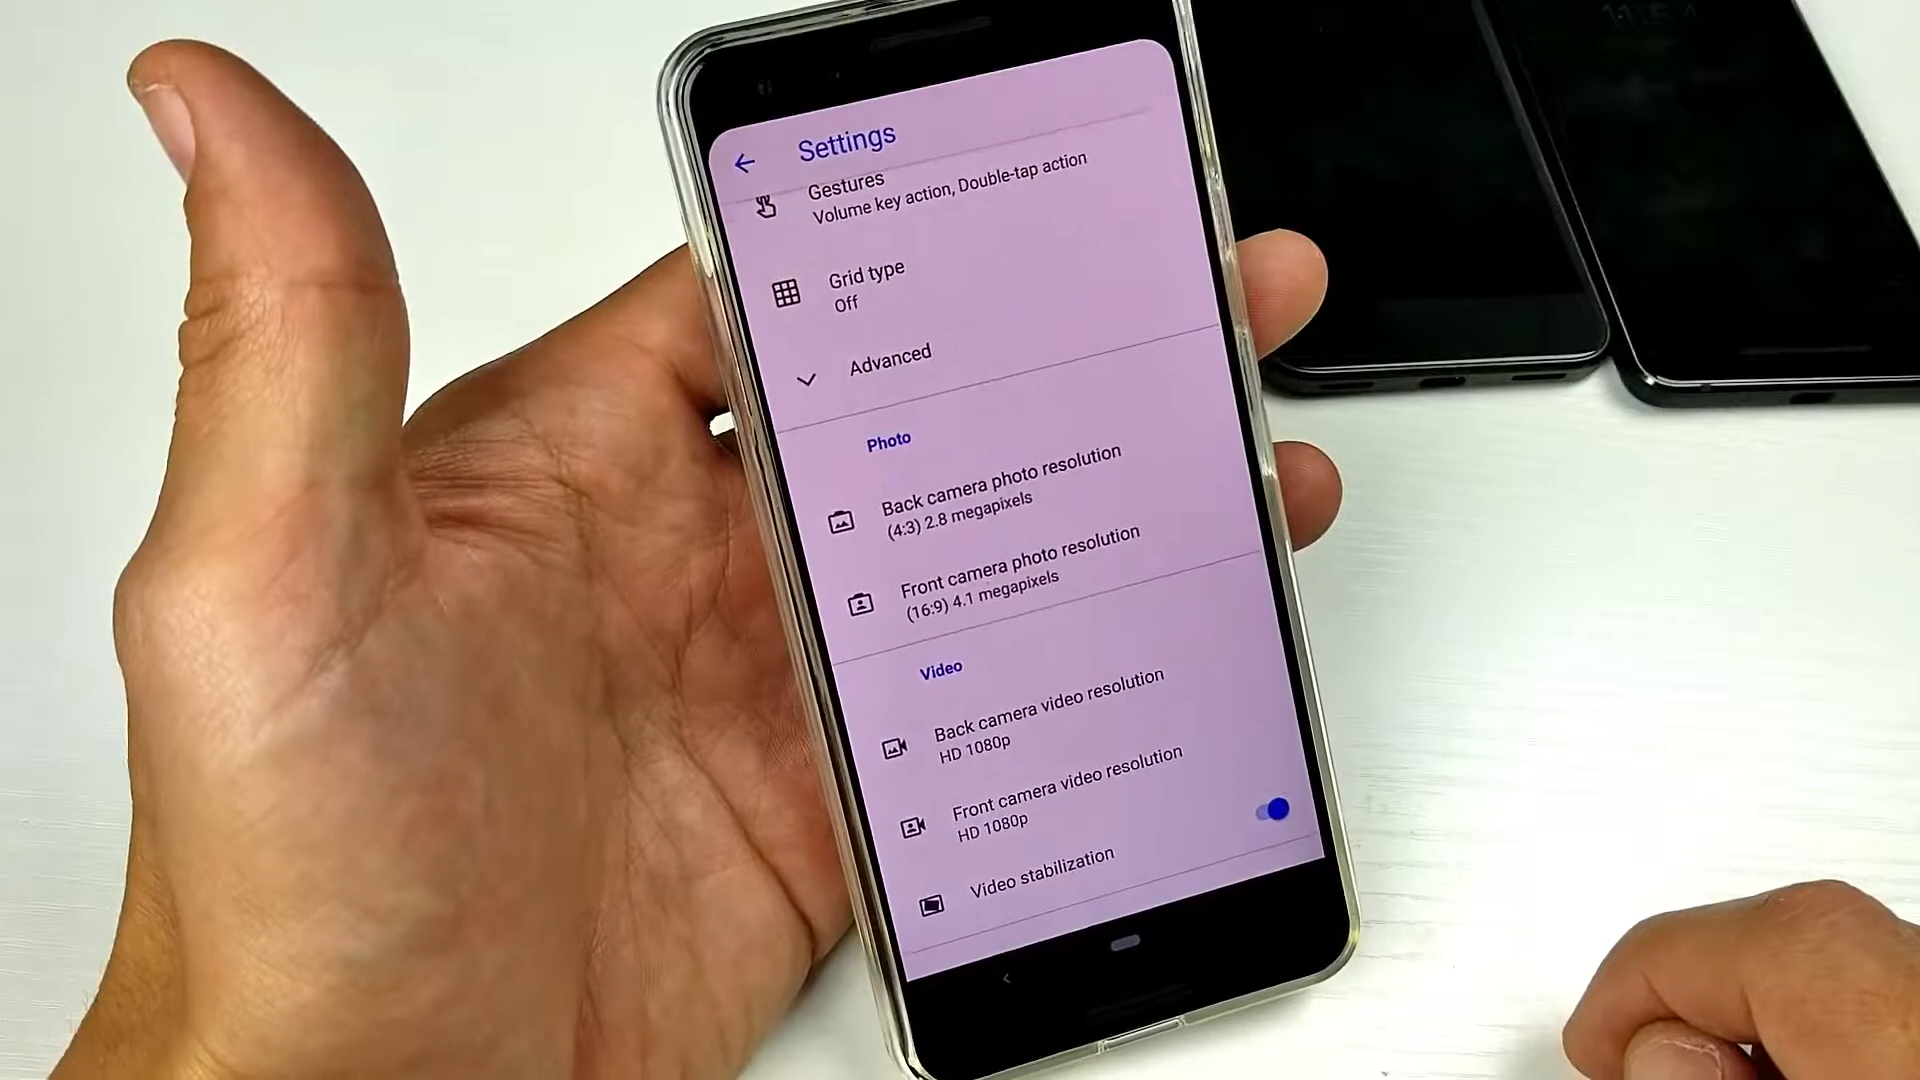 Settings
Gestures
Volume key action, Double-tap action
Grid type
Off
Advanced
Photo
Back camera photo resolution
(4:3) 2.8 megapixels
Front camera photo resolution
(16:9) 4.1 megapixels
Video
Back camera video resolution
HD 1080p
Front camera video resolution
HD 1080p
Video stabilization